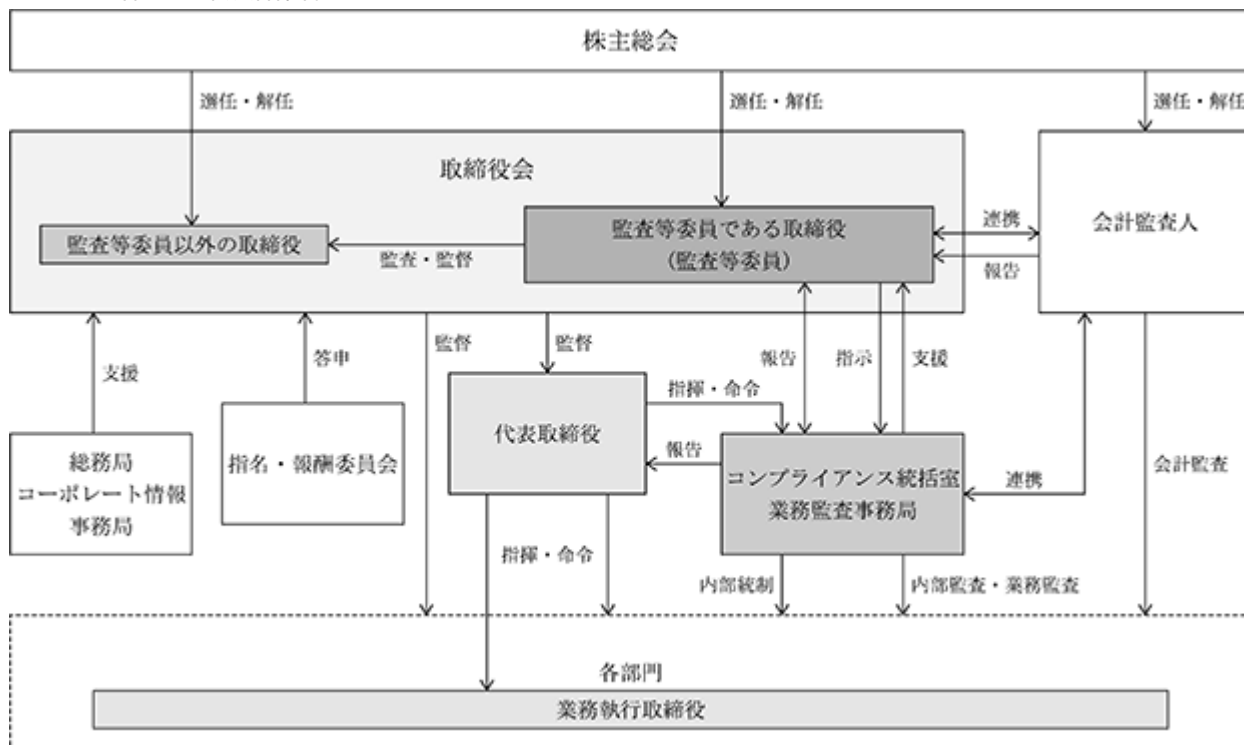 株主総会
選任・解任
選任・解任
選任・解任
取締役会
監査等委員以外の取締役
監査・監督
監査等委員である取締役
(監査等委員)
連携
報告
会計監査人
支援
答申
監督
監督
報告
指示
支援
総務局
コーポレート情報
事務局
指名・報酬委員会
代表取締役
指揮・命令
報告
コンプライアンス統括室
業務監査事務局
連携
会計監査
指揮・命令
内部統制
内部監査・業務監査
各部門
業務執行取締役